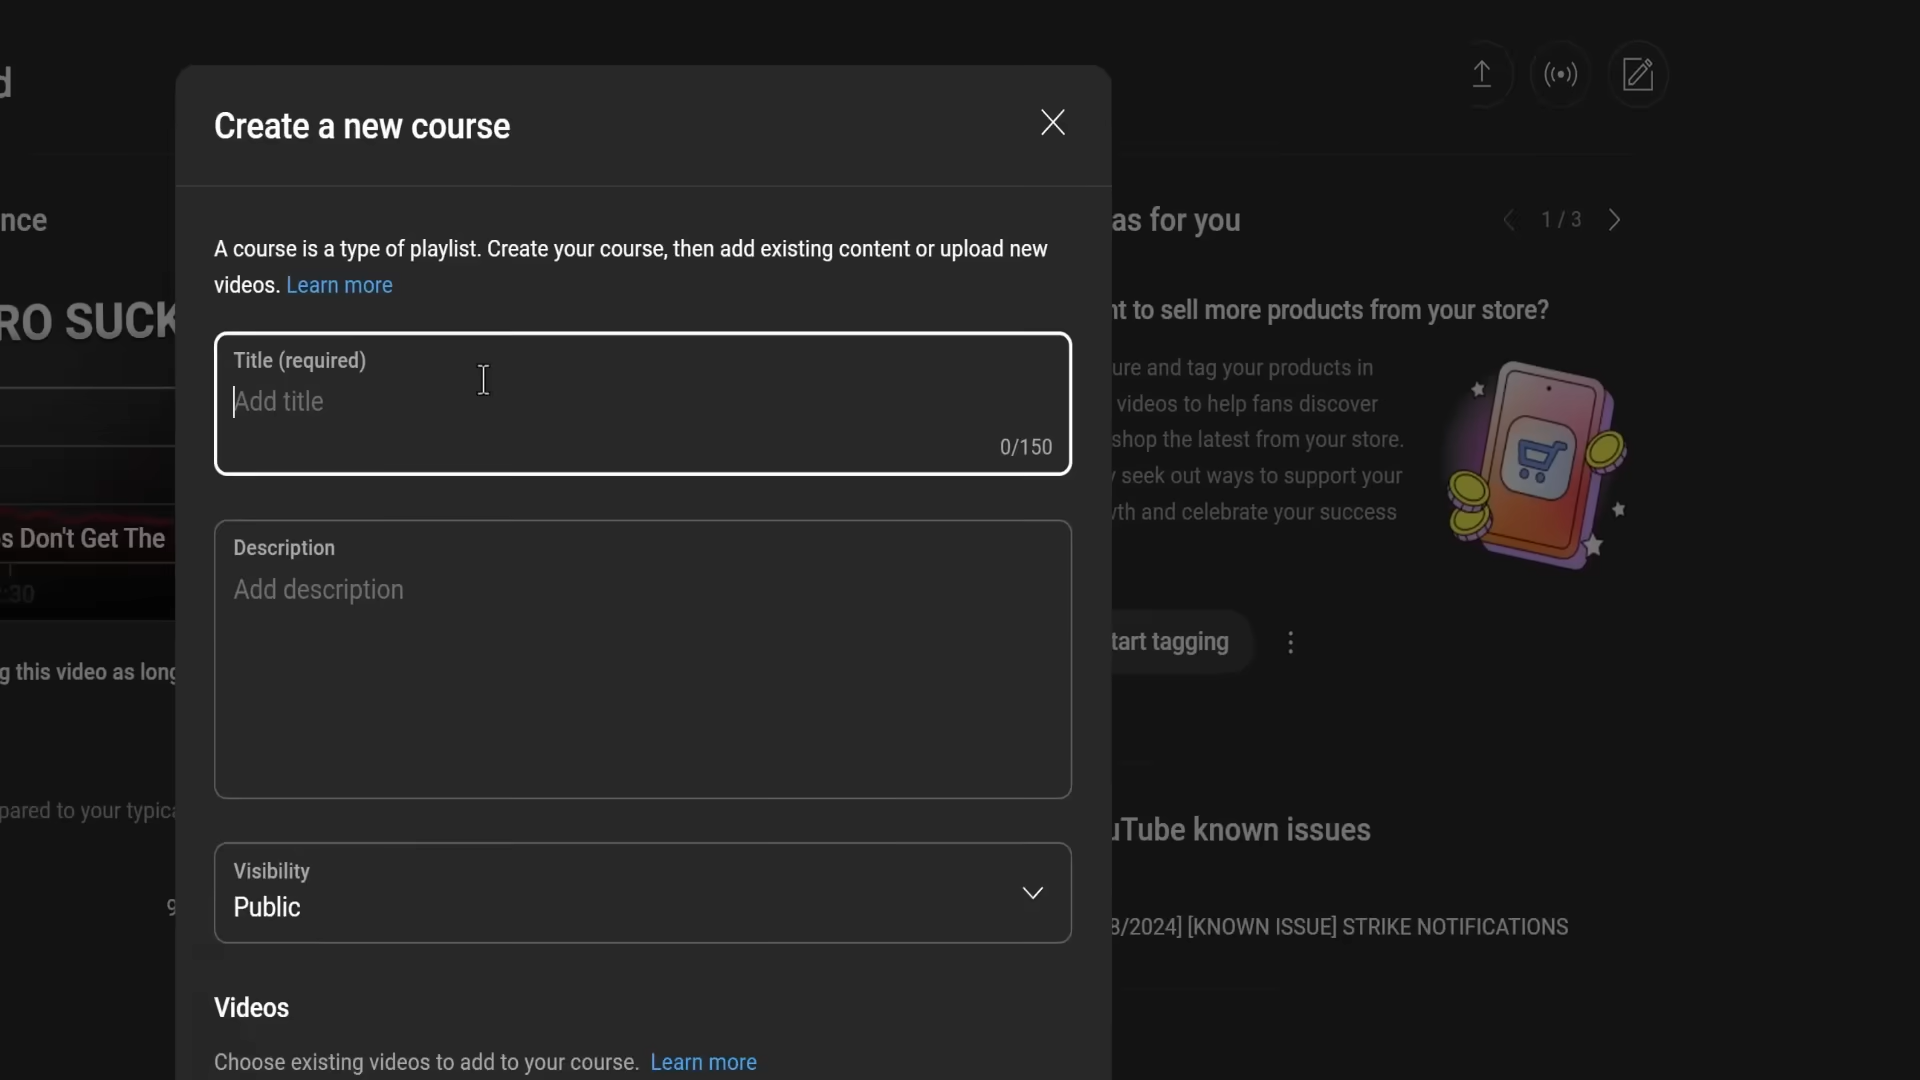 d
Create a new course
nce
as for you
1 / 3
A course is a type of playlist. Create your course, then add existing content or upload new
videos. Learn more
RO SUCK
nt to sell more products from your store?
Title (required)
Add title
0/150
ure and tag your products in
videos to help fans discover
shop the latest from your store.
y seek out ways to support your
wth and celebrate your success
s Don't Get The
:30
Description
Add description
tart tagging
g this video as long
pared to your typica
uTube known issues
Visibility
Public
9
8/2024] [KNOWN ISSUE] STRIKE NOTIFICATIONS
Videos
Choose existing videos to add to your course. Learn more